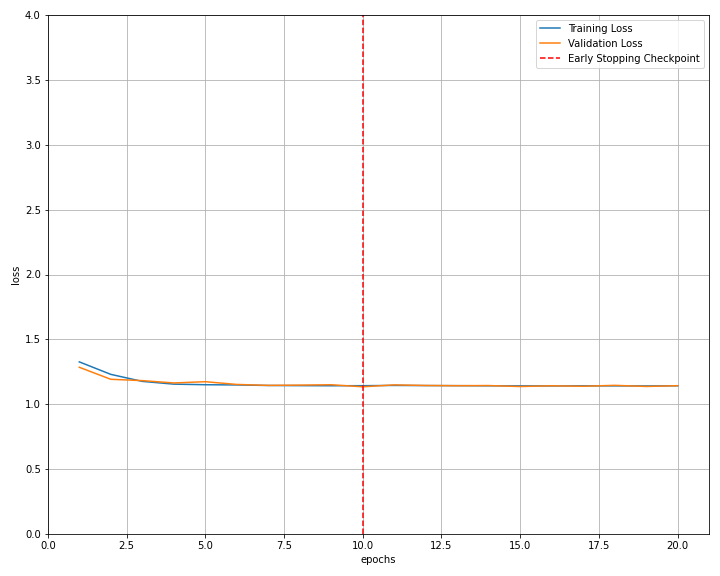 4.0
3.5
3.0
2.5
2.0
1.5
1.0
0.5
0.0
loss
0.0 2.5 5.0 7.5 10.0 12.5 15.0 17.5 20.0
epochs
Training Loss
Validation Loss
Early Stopping Checkpoint